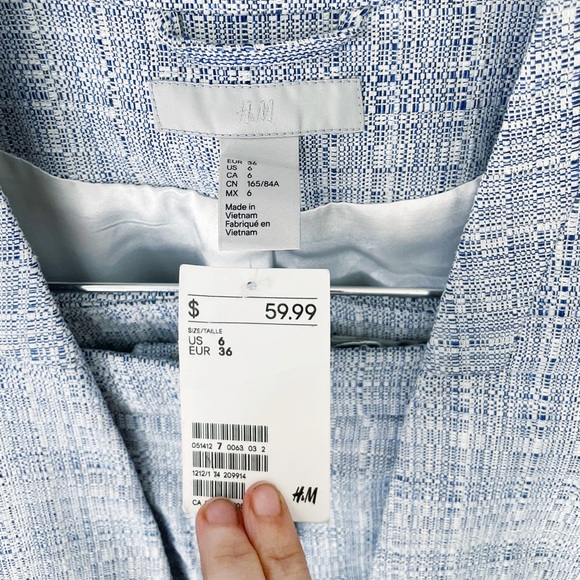 H&M
EUR 36
US 6
CA 6
CN 165/84A
MX 6
Made in
Vietnam
Fabriqué en
Vietnam
$ 59.99
SIZE/TAILLE
US 6
EUR 36
051412 7 0063 03 2
1212/1 34 209914
H&M
CA